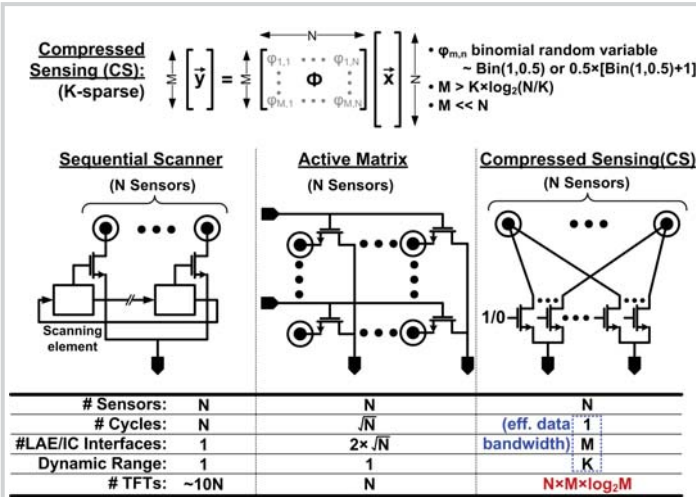 Compressed
Sensing (CS):
(K-sparse)
M
y⃗
=
M
N
φ1,1 ··· φ1,N
Φ
φM,1 ··· φM,N
x⃗
N
• φm,n binomial random variable
~ Bin(1,0.5) or 0.5×[Bin(1,0.5)+1]
• M > K×log2(N/K)
• M << N
Sequential Scanner
(N Sensors)
Scanning
element
Active Matrix
(N Sensors)
Compressed Sensing(CS)
(N Sensors)
1/0
# Sensors: N N N
# Cycles: N √N (eff. data 1
#LAE/IC Interfaces: 1 2×√N bandwidth) M
Dynamic Range: 1 1 K
# TFTs: ~10N N N×M×log2M